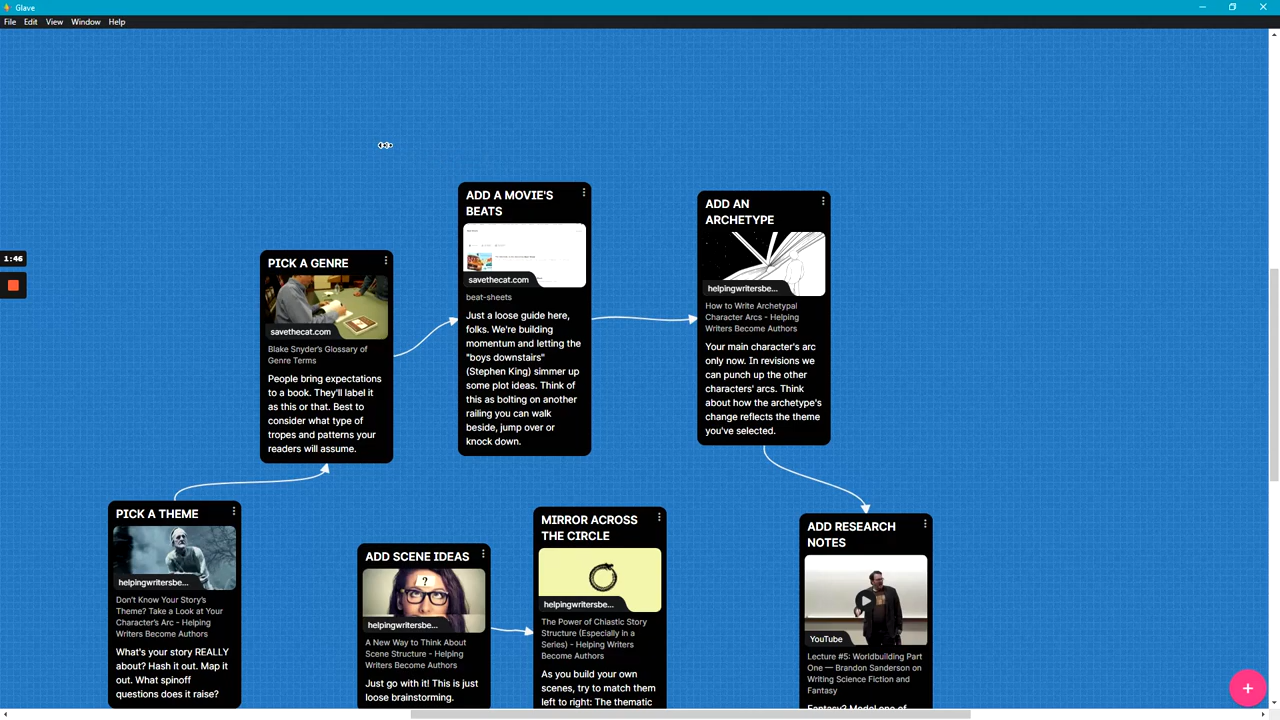 Glave
File Edit View Window Help
1:46
ADD A MOVIE'S
BEATS
savethecat.com
beat-sheets
Just a loose guide here,
folks. We're building
momentum and letting the
"boys downstairs"
(Stephen King) simmer up
some plot ideas. Think of
this as bolting on another
railing you can walk
beside, jump over or
knock down.
ADD AN
ARCHETYPE
helpingwritersbe...
How to Write Archetypal
Character Arcs - Helping
Writers Become Authors
Your main character's arc
only now. In revisions we
can punch up the other
characters' arcs. Think
about how the archetype's
change reflects the theme
you've selected.
PICK A GENRE
savethecat.com
Blake Snyder's Glossary of
Genre Terms
People bring expectations
to a book. They'll label it
as this or that. Best to
consider what type of
tropes and patterns your
readers will assume.
PICK A THEME
helpingwritersbe...
Don't Know Your Story's
Theme? Take a Look at Your
Character's Arc - Helping
Writers Become Authors
What's your story REALLY
about? Hash it out. Map it
out. What spinoff
questions does it raise?
ADD SCENE IDEAS
?
helpingwritersbe...
A New Way to Think About
Scene Structure - Helping
Writers Become Authors
Just go with it! This is just
loose brainstorming.
MIRROR ACROSS
THE CIRCLE
helpingwritersbe...
The Power of Chiastic Story
Structure (Especially in a
Series) - Helping Writers
Become Authors
As you build your own
scenes, try to match them
left to right: The thematic
ADD RESEARCH
NOTES
YouTube
Lecture #5: Worldbuilding Part
One — Brandon Sanderson on
Writing Science Fiction and
Fantasy
Fantasy? Model one of
+